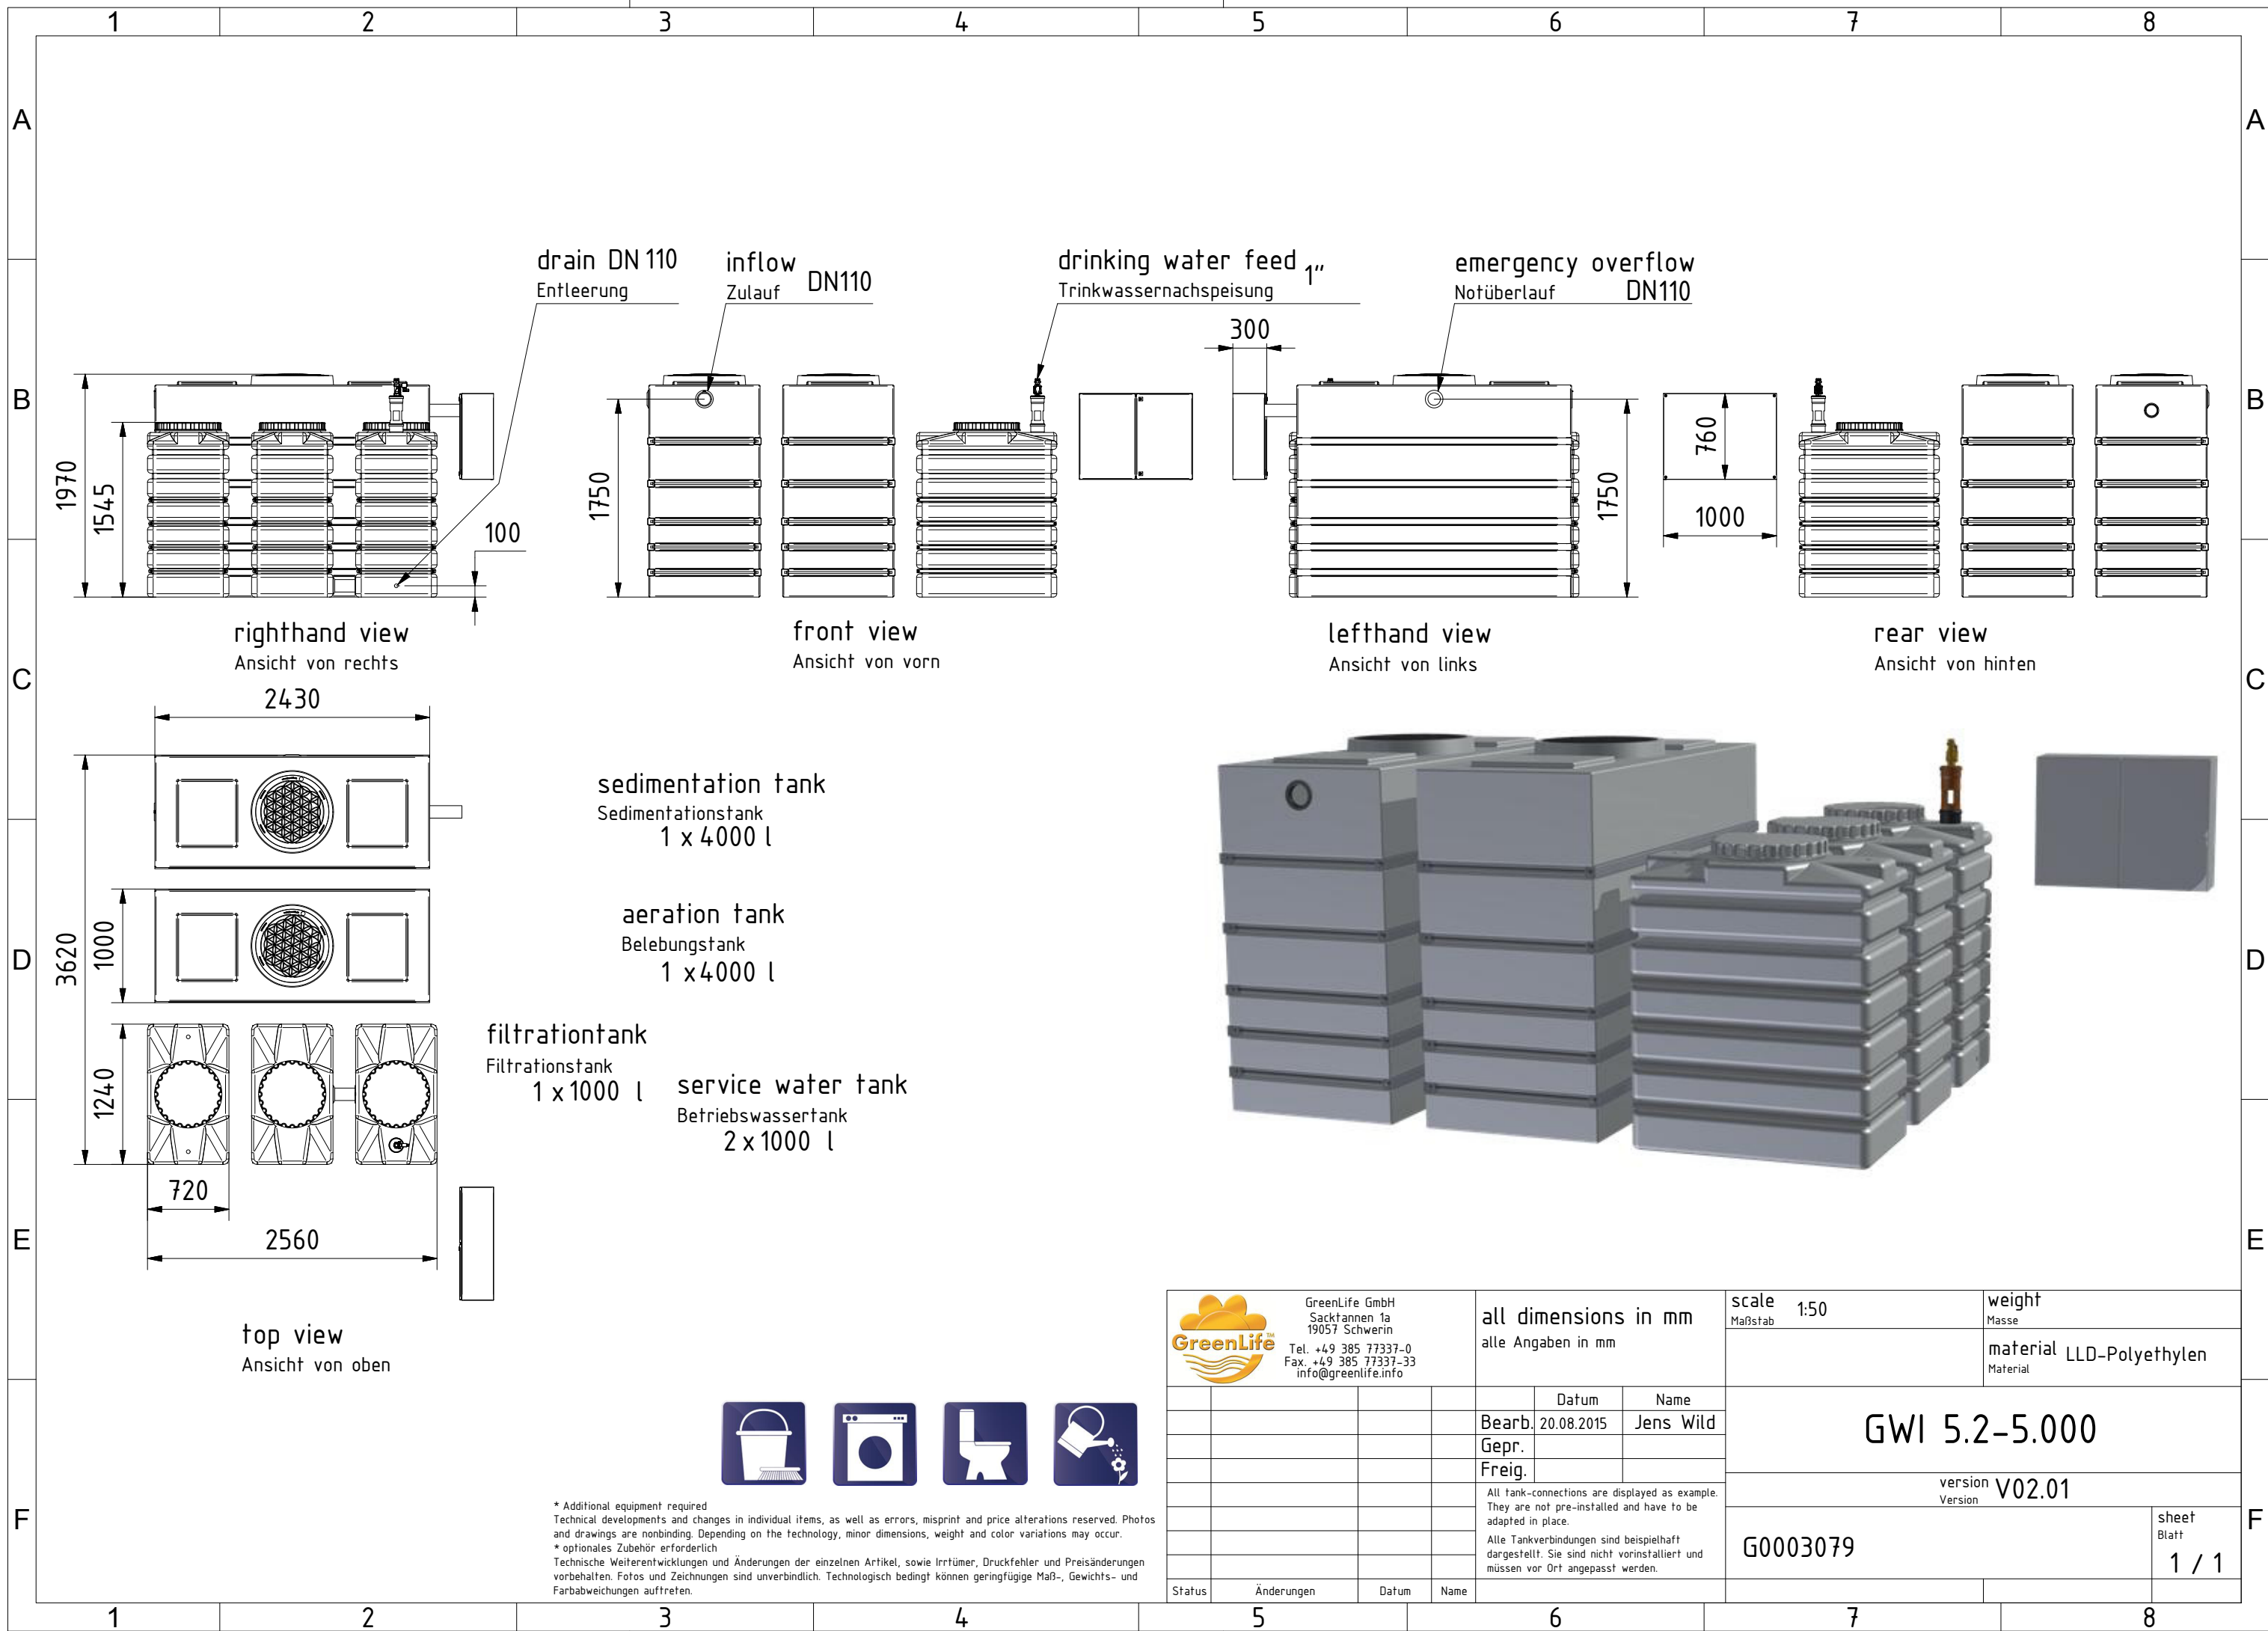 1 2 3 4 5 6 7 8
A A
B B
C C
D D
E E
F F
drain DN 110
Entleerung
inflow DN110
Zulauf
drinking water feed 1"
Trinkwassernachspeisung
emergency overflow
Notüberlauf DN110
1970
1545
100
1750
300
1750
760
1000
righthand view
Ansicht von rechts
front view
Ansicht von vorn
lefthand view
Ansicht von links
rear view
Ansicht von hinten
2430
3620
1000
1240
720
2560
sedimentation tank
Sedimentationstank
1 x 4000 l
aeration tank
Belebungstank
1 x 4000 l
filtrationtank
Filtrationstank
1 x 1000 l
service water tank
Betriebswassertank
2 x 1000 l
top view
Ansicht von oben
* Additional equipment required
Technical developments and changes in individual items, as well as errors, misprint and price alterations reserved. Photos
and drawings are nonbinding. Depending on the technology, minor dimensions, weight and color variations may occur.
* optionales Zubehör erforderlich
Technische Weiterentwicklungen und Änderungen der einzelnen Artikel, sowie Irrtümer, Druckfehler und Preisänderungen
vorbehalten. Fotos und Zeichnungen sind unverbindlich. Technologisch bedingt können geringfügige Maß-, Gewichts- und
Farbabweichungen auftreten.
GreenLife™
GreenLife GmbH
Sacktannen 1a
19057 Schwerin
Tel. +49 385 77337-0
Fax. +49 385 77337-33
info@greenlife.info
all dimensions in mm
alle Angaben in mm
scale 1:50
Maßstab
weight
Masse
material LLD-Polyethylen
Material
Datum Name
Bearb. 20.08.2015 Jens Wild
Gepr.
Freig.
All tank-connections are displayed as example.
They are not pre-installed and have to be
adapted in place.
Alle Tankverbindungen sind beispielhaft
dargestellt. Sie sind nicht vorinstalliert und
müssen vor Ort angepasst werden.
GWI 5.2-5.000
version V02.01
Version
G0003079
sheet
Blatt
1 / 1
Status Änderungen Datum Name
1 2 3 4 5 6 7 8